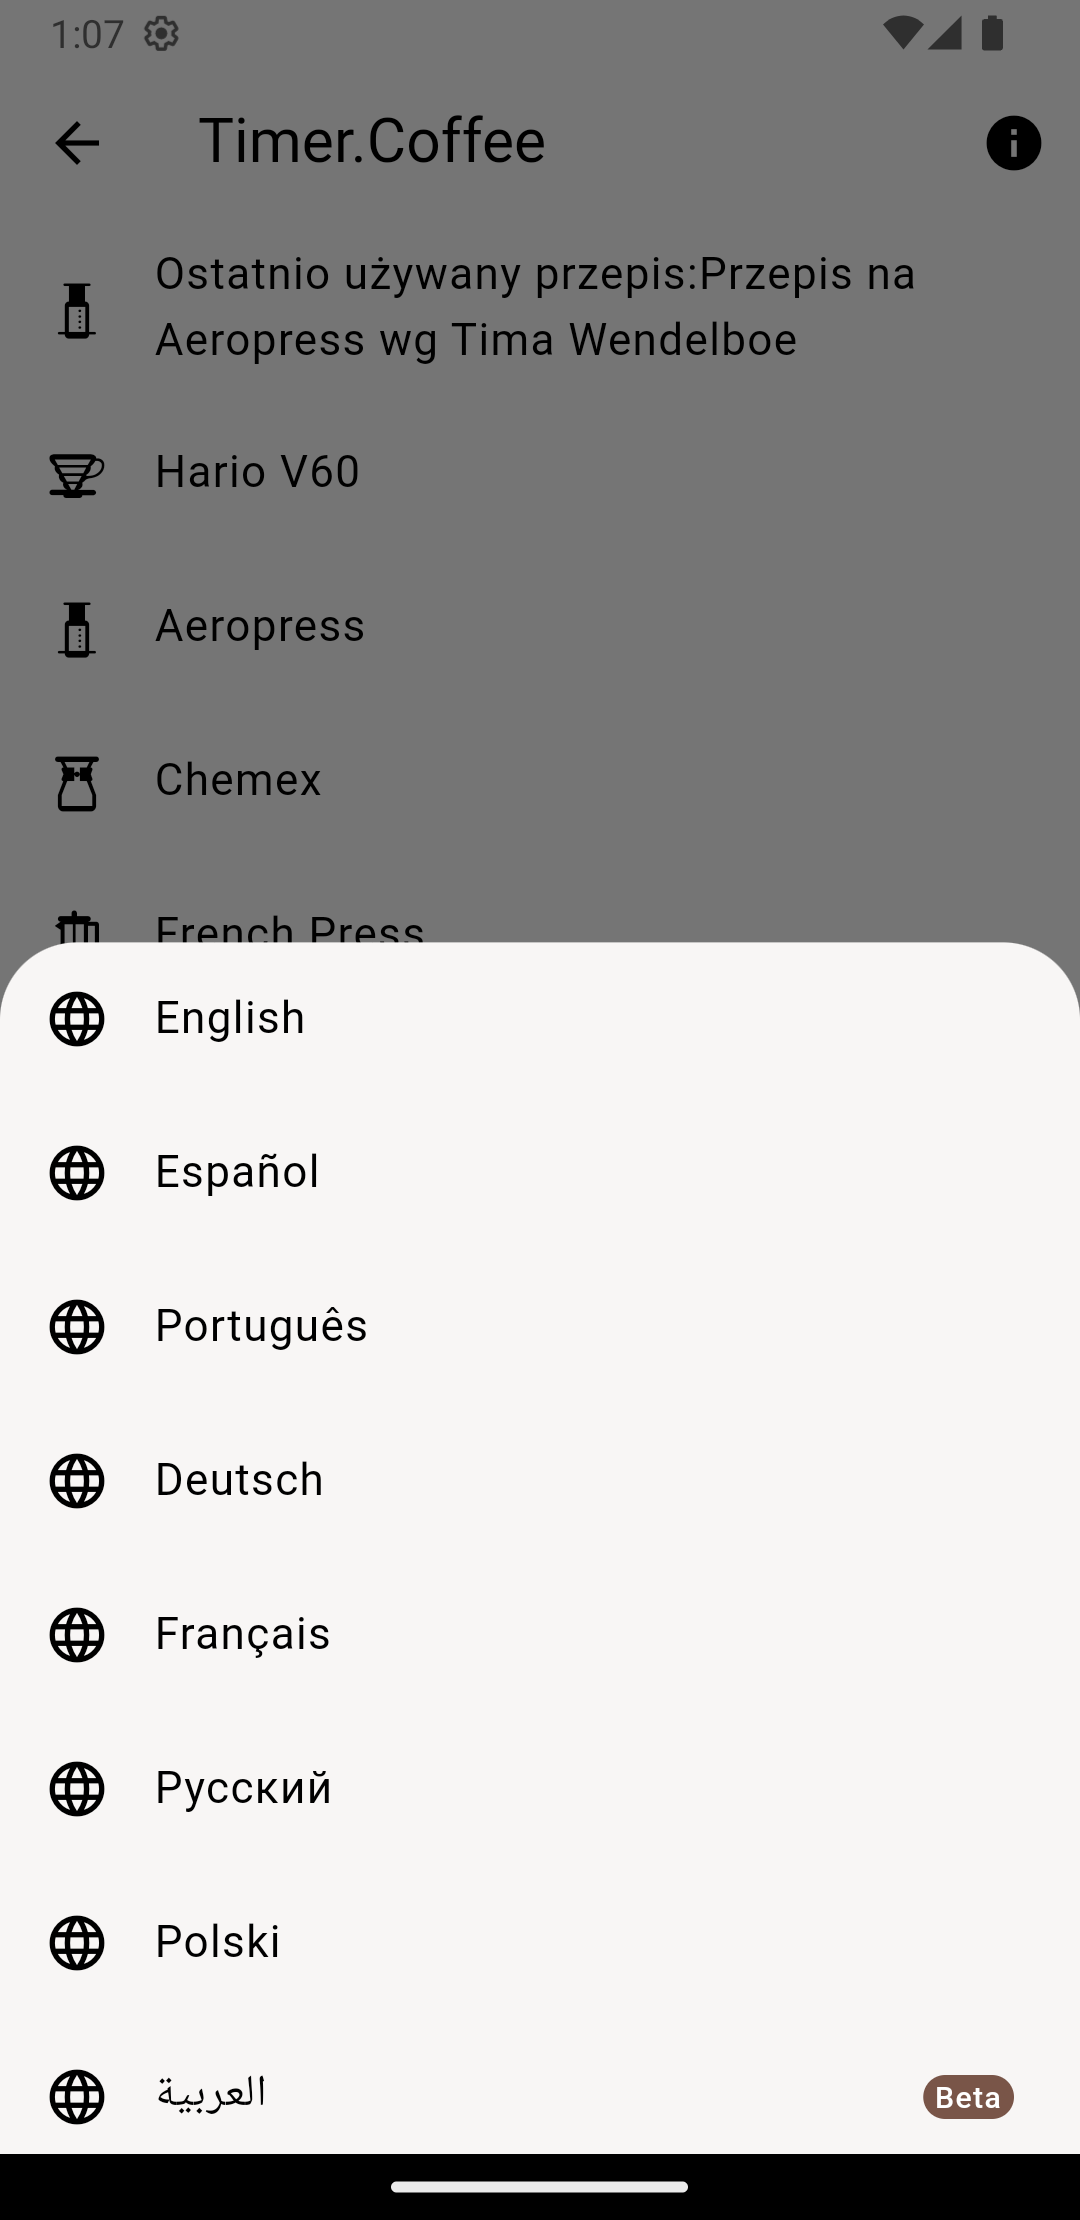 1:07
Timer.Coffee
Ostatnio używany przepis:Przepis na
Aeropress wg Tima Wendelboe
Hario V60
Aeropress
Chemex
French Press
English
Español
Português
Deutsch
Français
Русский
Polski
العربية
Beta